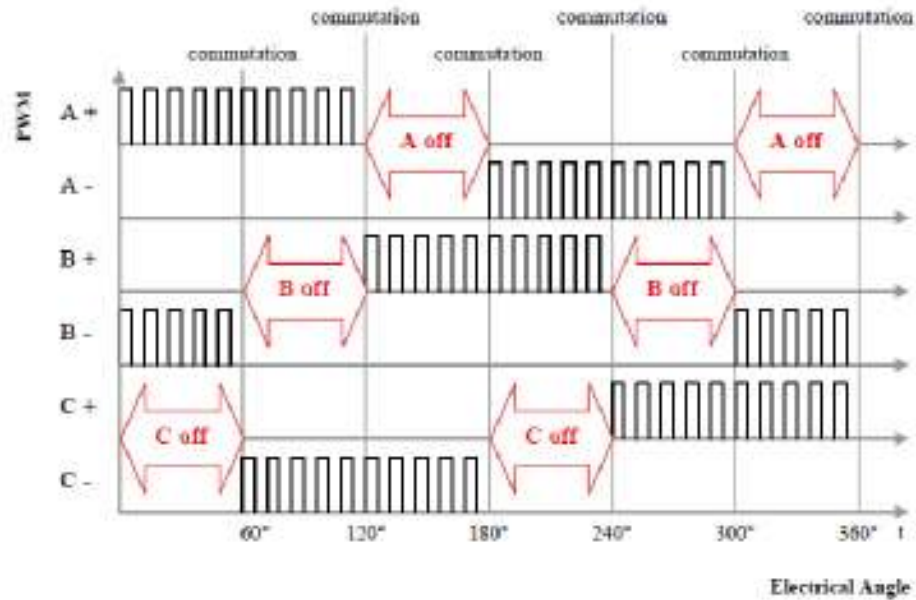 commutation commutation commutation
commutation commutation commutation
PWM
A +
A off A off
A -
B +
B off B off
B -
C +
C off C off
C -
60° 120° 180° 240° 300° 360° t
Electrical Angle